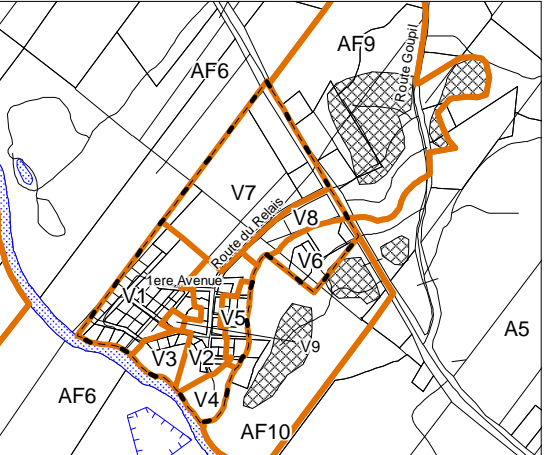 AF9
AF6
Route Goupil
V7
Route du Relais
V8
V6
1ere Avenue
V1
V5
A5
V9
V3
V2
AF6
V4
AF10